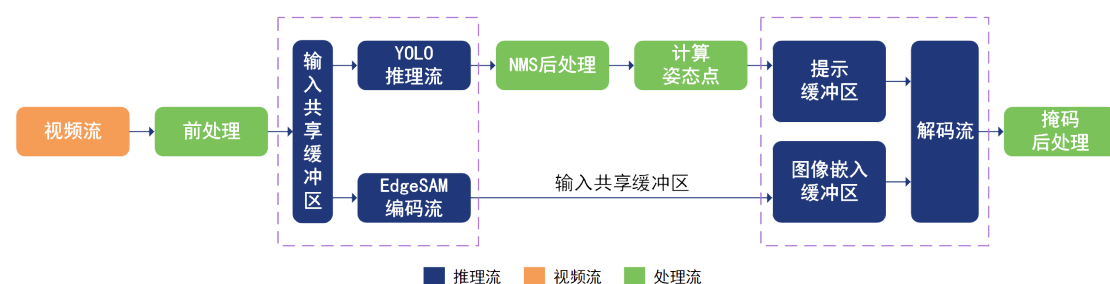 视频流
前处理
输入共享缓冲区
YOLO
推理流
EdgeSAM
编码流
NMS后处理
计算
姿态点
输入共享缓冲区
提示
缓冲区
图像嵌入
缓冲区
解码流
掩码
后处理
推理流
视频流
处理流